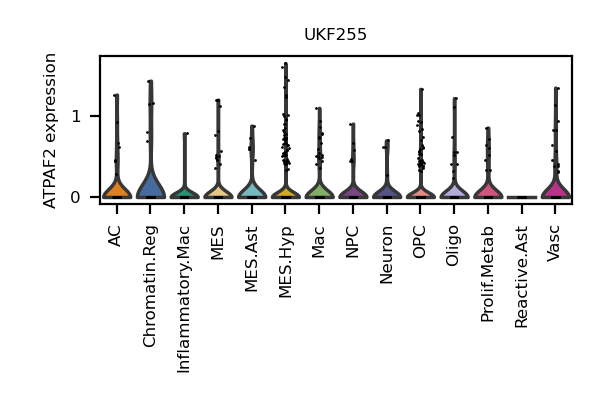 UKF255
ATPAF2 expression
1
0
AC
Chromatin.Reg
Inflammatory.Mac
MES
MES.Ast
MES.Hyp
Mac
NPC
Neuron
OPC
Oligo
Prolif.Metab
Reactive.Ast
Vasc